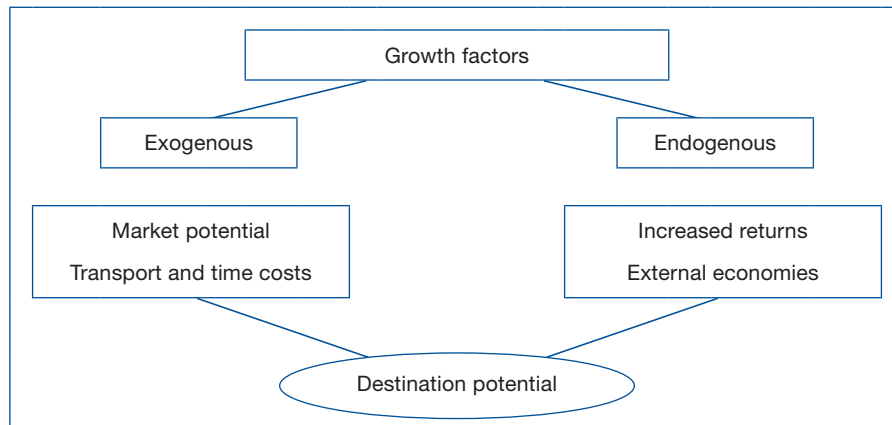 Growth factors
Exogenous
Endogenous
Market potential
Transport and time costs
Increased returns
External economies
Destination potential